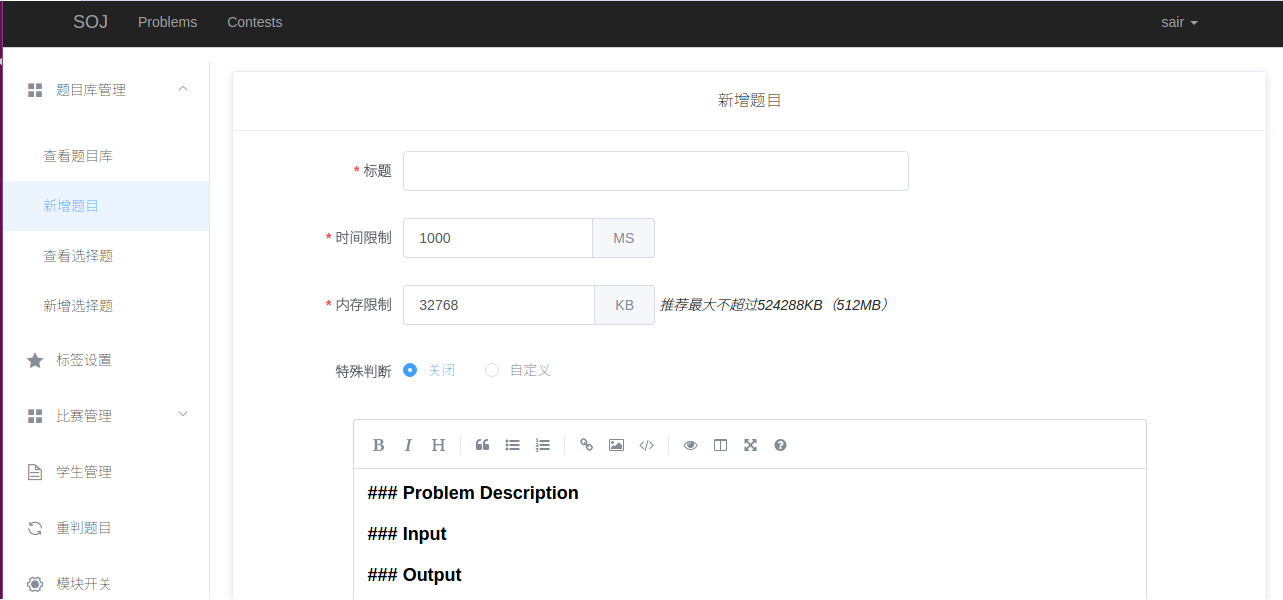 SOJ Problems Contests sair
题目库管理
查看题目库
新增题目
查看选择题
新增选择题
标签设置
比赛管理
学生管理
重判题目
模块开关
新增题目
* 标题
* 时间限制 1000 MS
* 内存限制 32768 KB 推荐最大不超过524288KB（512MB）
特殊判断 关闭 自定义
B I H
### Problem Description
### Input
### Output